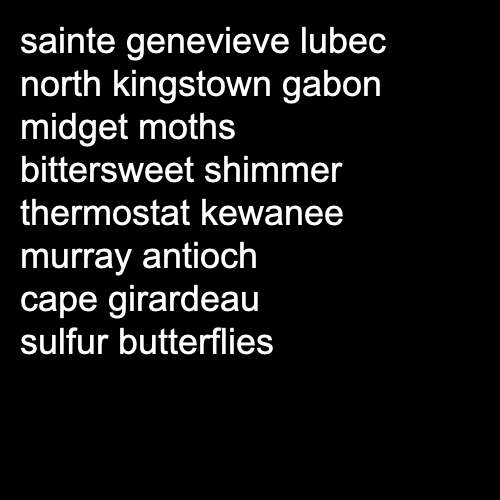 sainte genevieve lubec
north kingstown gabon
midget moths
bittersweet shimmer
thermostat kewanee
murray antioch
cape girardeau
sulfur butterflies